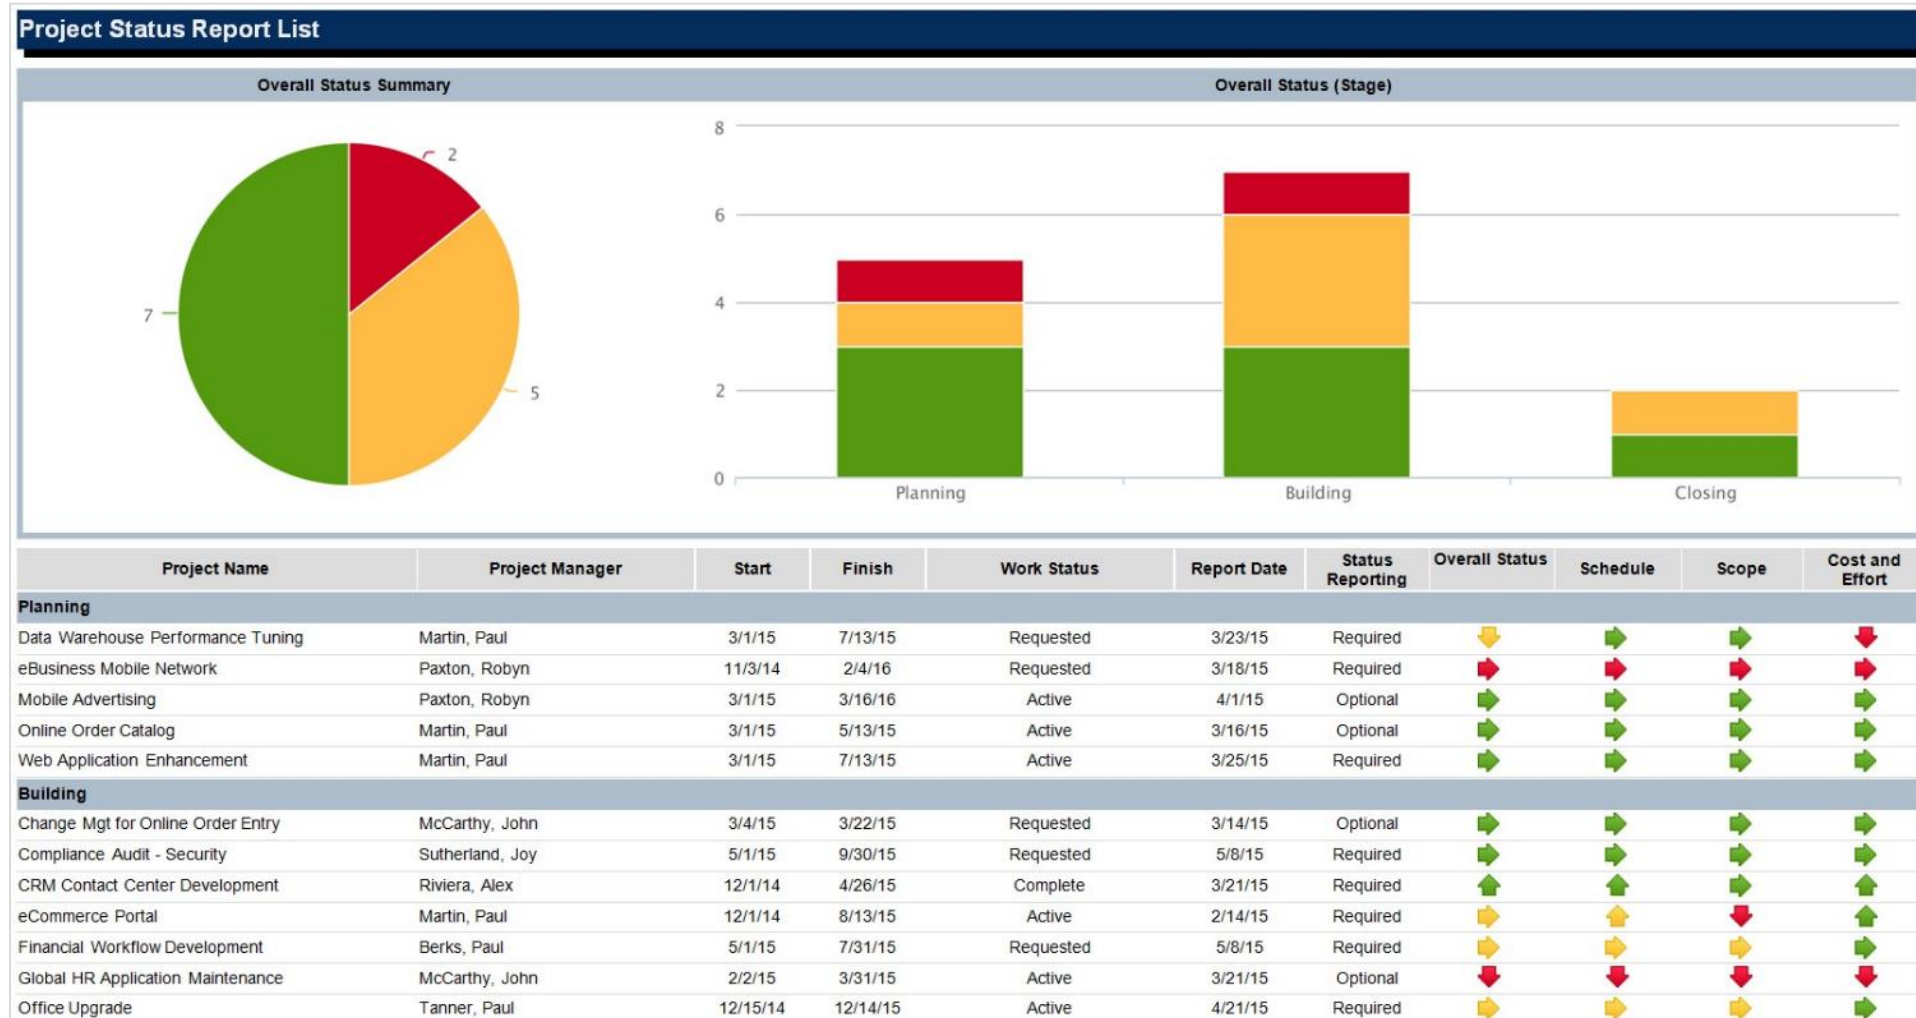 Project Status Report List
Overall Status Summary
Overall Status (Stage)
2
7
5
8
6
4
2
0
Planning
Building
Closing
Project Name Project Manager Start Finish Work Status Report Date Status Reporting Overall Status Schedule Scope Cost and Effort
Planning
Data Warehouse Performance Tuning Martin, Paul 3/1/15 7/13/15 Requested 3/23/15 Required
eBusiness Mobile Network Paxton, Robyn 11/3/14 2/4/16 Requested 3/18/15 Required
Mobile Advertising Paxton, Robyn 3/1/15 3/16/16 Active 4/1/15 Optional
Online Order Catalog Martin, Paul 3/1/15 5/13/15 Active 3/16/15 Optional
Web Application Enhancement Martin, Paul 3/1/15 7/13/15 Active 3/25/15 Required
Building
Change Mgt for Online Order Entry McCarthy, John 3/4/15 3/22/15 Requested 3/14/15 Optional
Compliance Audit - Security Sutherland, Joy 5/1/15 9/30/15 Requested 5/8/15 Required
CRM Contact Center Development Riviera, Alex 12/1/14 4/26/15 Complete 3/21/15 Required
eCommerce Portal Martin, Paul 12/1/14 8/13/15 Active 2/14/15 Required
Financial Workflow Development Berks, Paul 5/1/15 7/31/15 Requested 5/8/15 Required
Global HR Application Maintenance McCarthy, John 2/2/15 3/31/15 Active 3/21/15 Optional
Office Upgrade Tanner, Paul 12/15/14 12/14/15 Active 4/21/15 Required